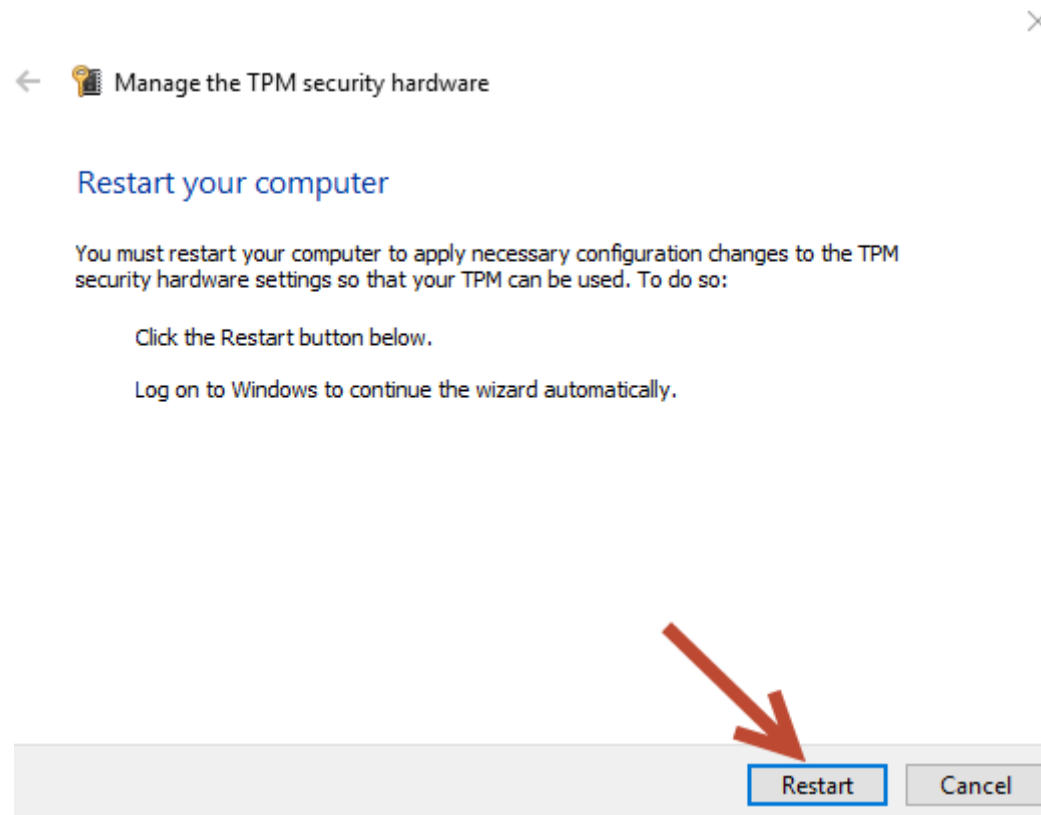 Manage the TPM security hardware
Restart your computer
You must restart your computer to apply necessary configuration changes to the TPM
security hardware settings so that your TPM can be used. To do so:
Click the Restart button below.
Log on to Windows to continue the wizard automatically.
Restart
Cancel